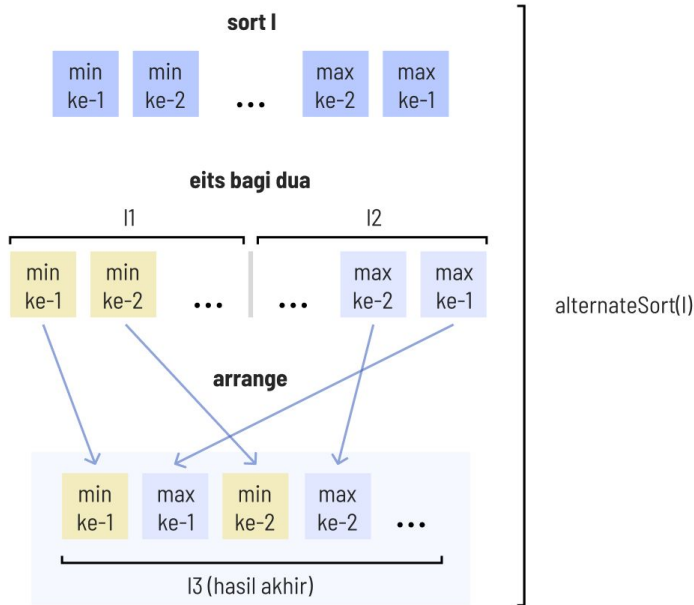 sort l
min min max max
ke-1 ke-2 ... ke-2 ke-1
eits bagi dua
l1 l2
min min max max
ke-1 ke-2 ... ... ke-2 ke-1
alternateSort(l)
arrange
min max min max
ke-1 ke-1 ke-2 ke-2 ...
l3 (hasil akhir)